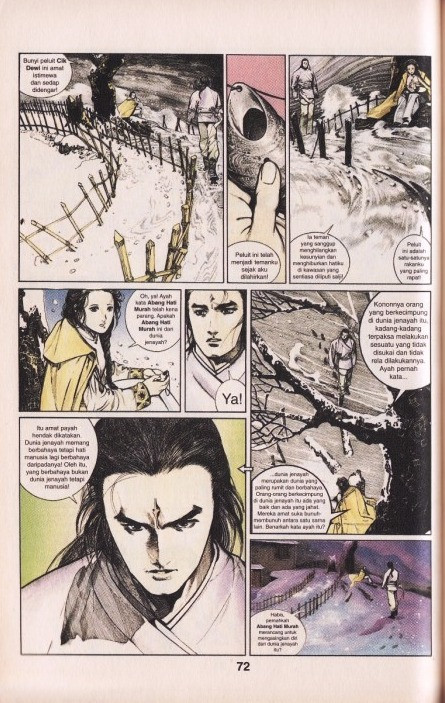 Bunyi peluit Cik
Dewi ini amat
istimewa
dan sedap
didengar!
Peluit ini telah
menjadi temanku
sejak aku
dilahirkan!
Ia teman
yang sanggup
menghilangkan
kesunyian dan
menghiburkan hatiku
di kawasan yang
sentiasa diliputi salji!
Peluit
ini adalah
satu-satunya
rakanku
yang paling
rapat!
Oh, ya! Ayah
kata Abang Hati
Murah telah kena
parang. Apakah
Abang Hati
Murah ini dari
dunia
jenayah?
Ya!
Kononnya orang
yang berkecimpung
di dunia jenayah itu,
kadang-kadang
terpaksa melakukan
sesuatu yang tidak
disukai dan tidak
rela dilakukannya.
Ayah pernah
kata...
...dunia jenayah
merupakan dunia yang
paling rumit dan berbahaya.
Orang-orang berkecimpung
di dunia jenayah itu ada yang
baik dan ada yang jahat.
Mereka amat suka bunuh-
membunuh antara satu sama
lain. Benarkah kata ayah itu?
Itu amat payah
hendak dikatakan.
Dunia jenayah memang
berbahaya tetapi hati
manusia lagi berbahaya
daripadanya! Oleh itu,
yang berbahaya bukan
dunia jenayah tetapi
manusia!
Habis,
pernahkah
Abang Hati Murah
merancang untuk
mengasingkan diri
dari dunia jenayah
itu?
72